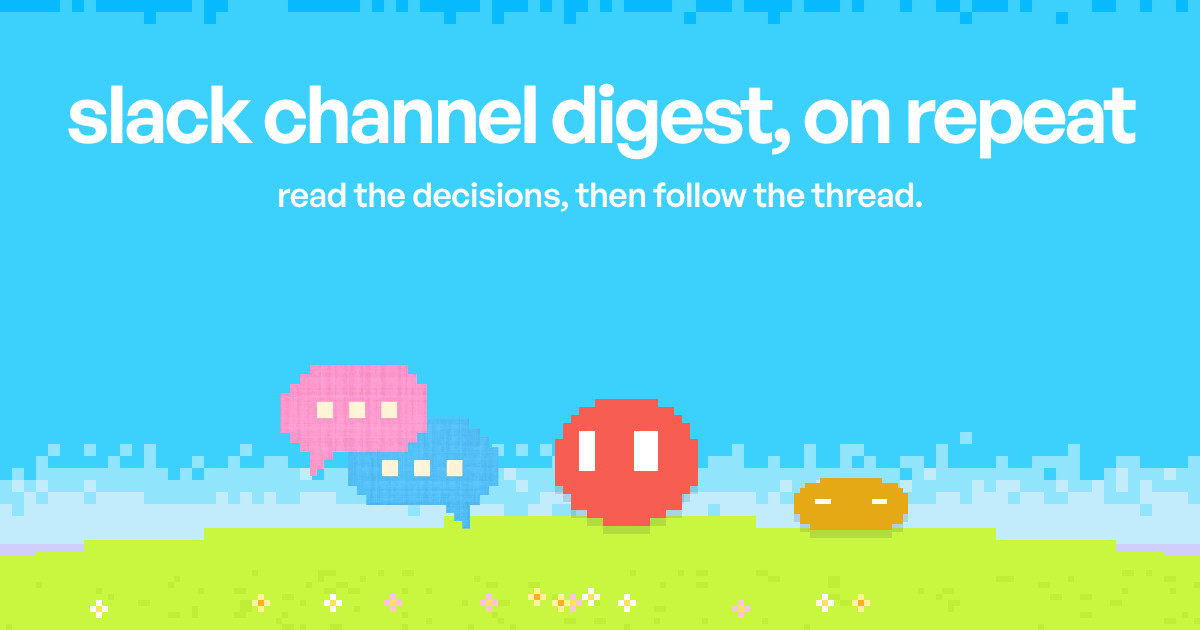 slack channel digest, on repeat
read the decisions, then follow the thread.